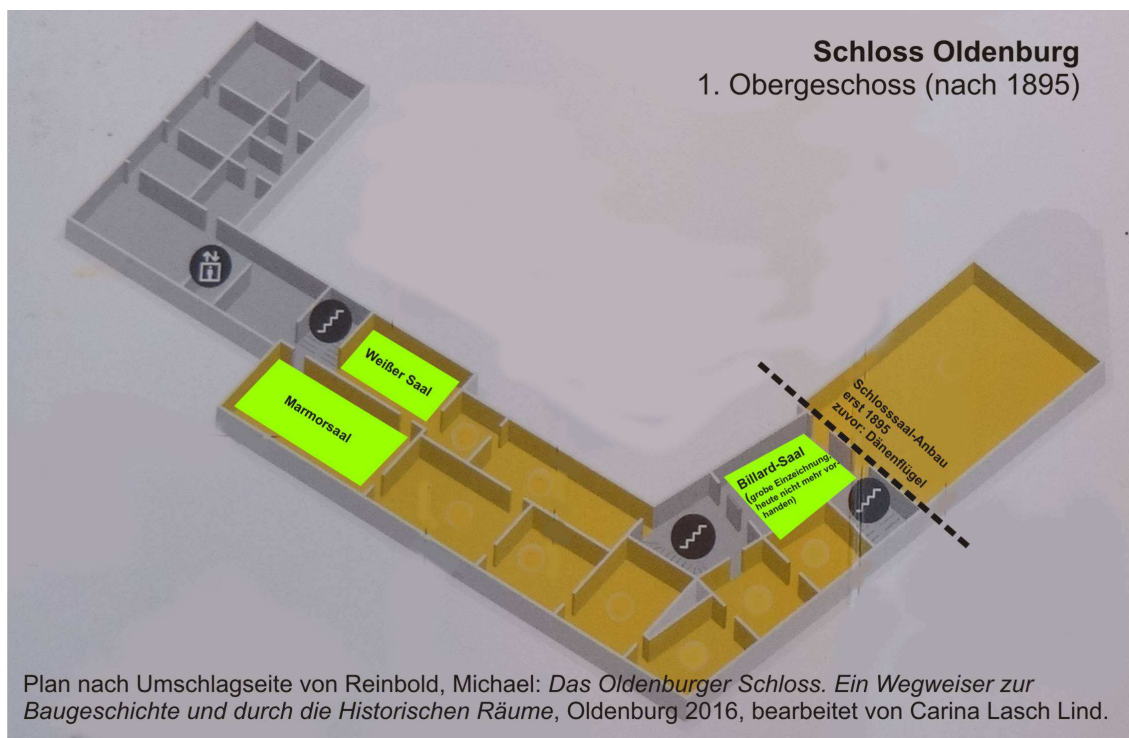 Schloss Oldenburg
1. Obergeschoss (nach 1895)
Weißer Saal
Marmorsaal
Schlosssaal-Anbau
erst 1895
zuvor: Dänenflügel
Billard-Saal
(grobe Einzeichnung,
heute nicht mehr vor-
handen)
Plan nach Umschlagseite von Reinbold, Michael: Das Oldenburger Schloss. Ein Wegweiser zur
Baugeschichte und durch die Historischen Räume, Oldenburg 2016, bearbeitet von Carina Lasch Lind.